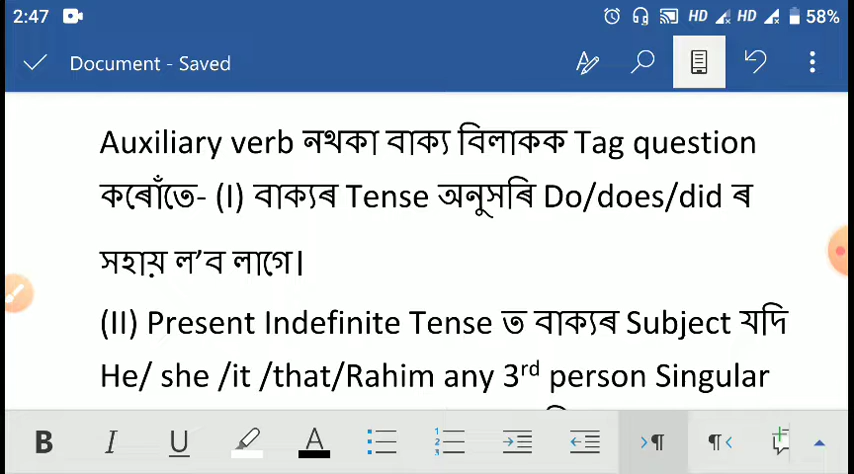 2:47 HD HD 58%
Document - Saved
Auxiliary verb নথকা বাক্য বিলাকক Tag question
কৰোঁতে- (I) বাক্যৰ Tense অনুসৰি Do/does/did ৰ
সহায় ল’ব লাগে।
(II) Present Indefinite Tense ত বাক্যৰ Subject যদি
He/ she /it /that/Rahim any 3rd person Singular
B I U A